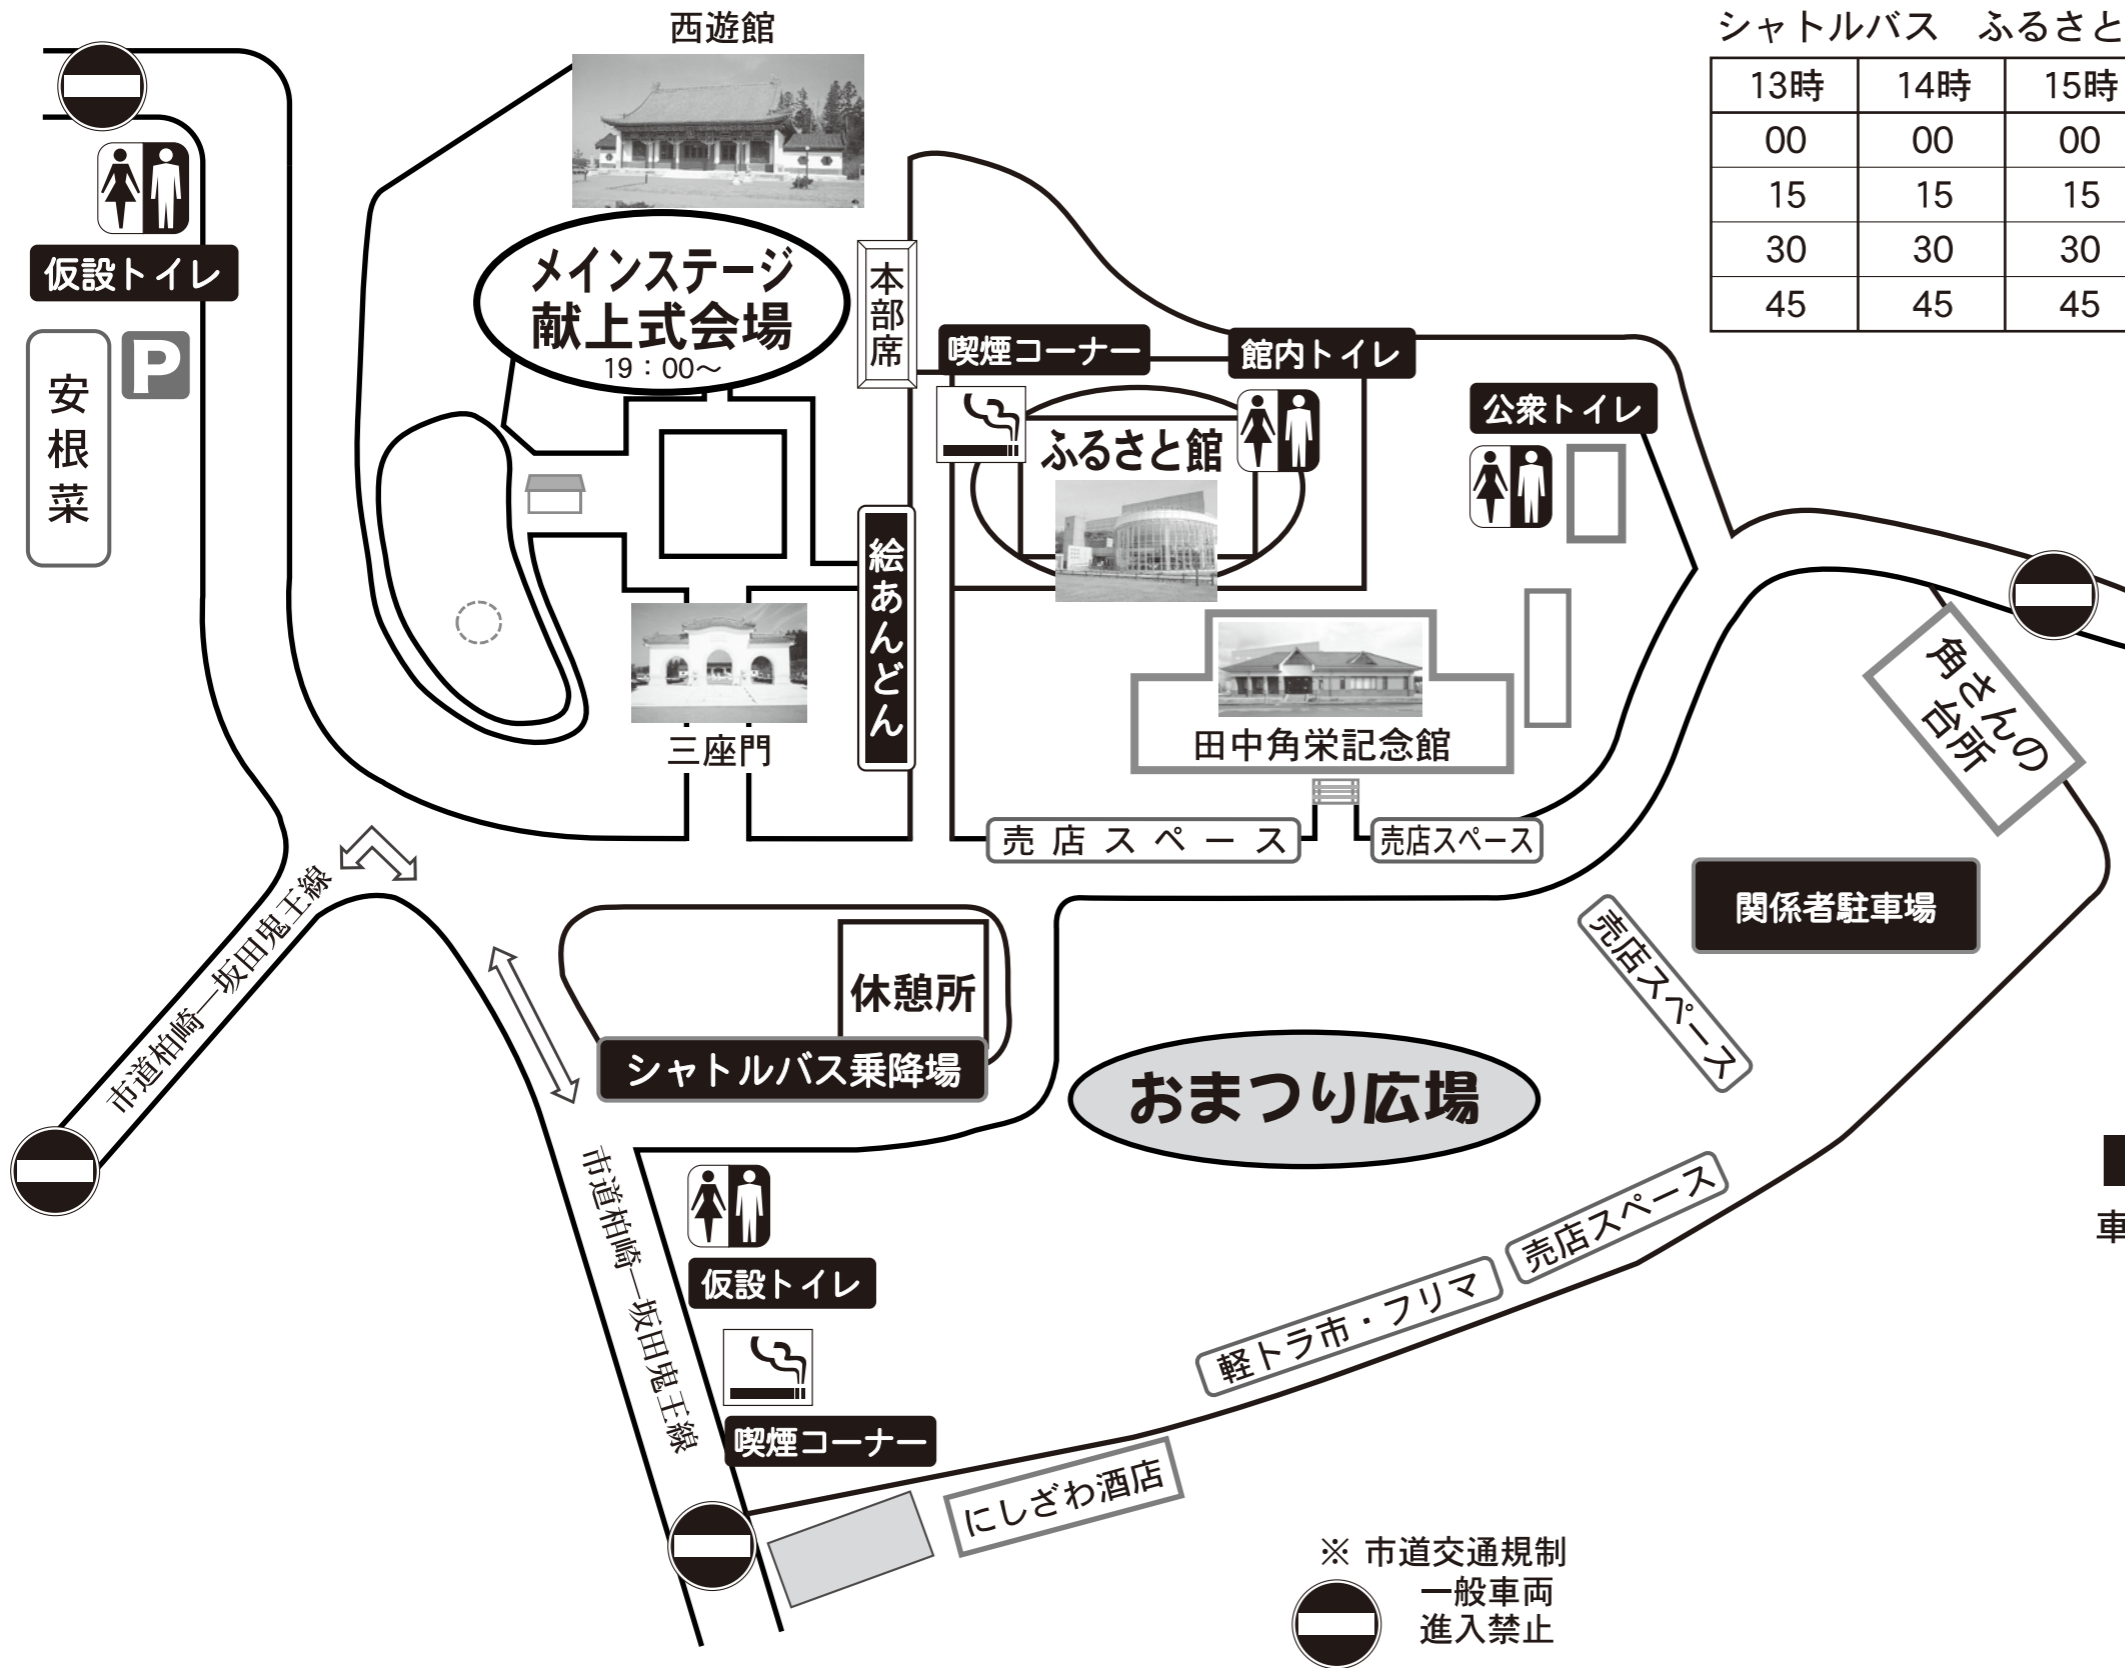 西遊館
シャトルバス　ふるさと
13時 14時 15時
00 00 00
15 15 15
30 30 30
45 45 45
仮設トイレ
安根菜
P
メインステージ
献上式会場
19：00～
本部席
喫煙コーナー
館内トイレ
ふるさと館
公衆トイレ
絵あんどん
三座門
田中角栄記念館
角さんの
台所
売店スペース
売店スペース
関係者駐車場
売店スペース
市道柏崎―坂田鬼王線
休憩所
シャトルバス乗降場
おまつり広場
市道柏崎―坂田鬼王線
仮設トイレ
喫煙コーナー
売店スペース
軽トラ市・フリマ
にしざわ酒店
車
※ 市道交通規制
一般車両
進入禁止